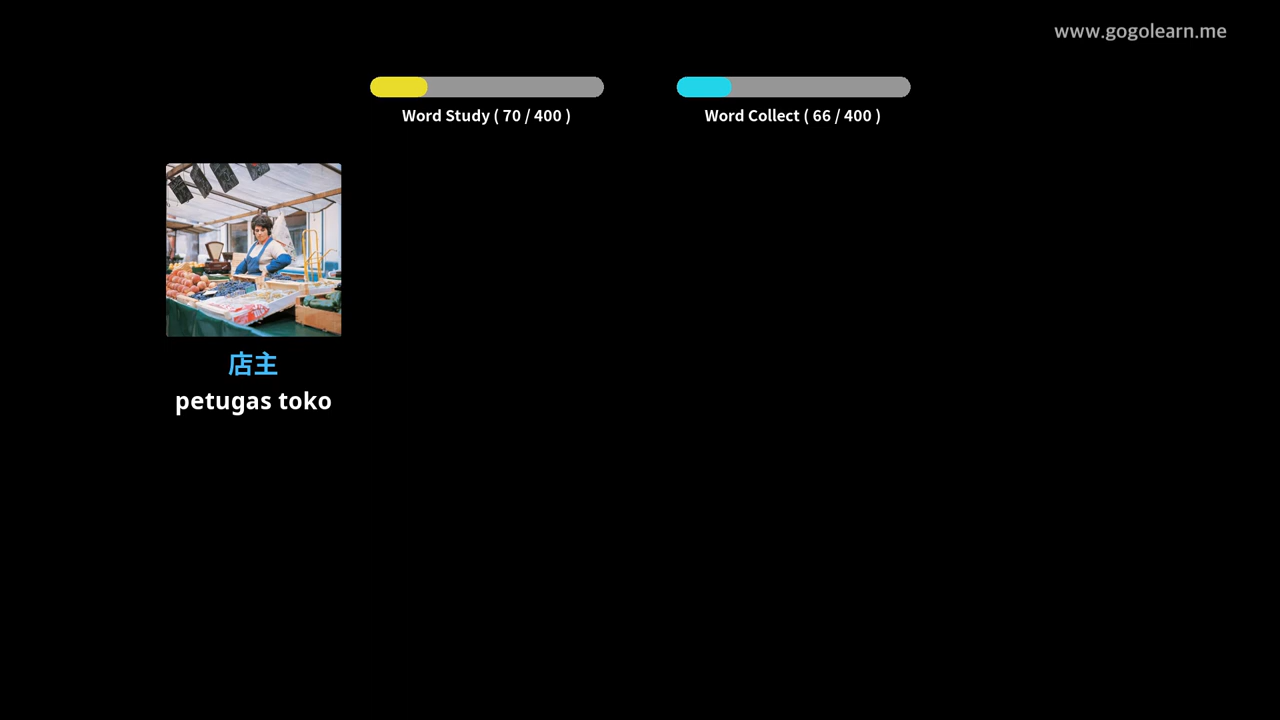 www.gogolearn.me
Word Study ( 70 / 400 )
Word Collect ( 66 / 400 )
店主
petugas toko